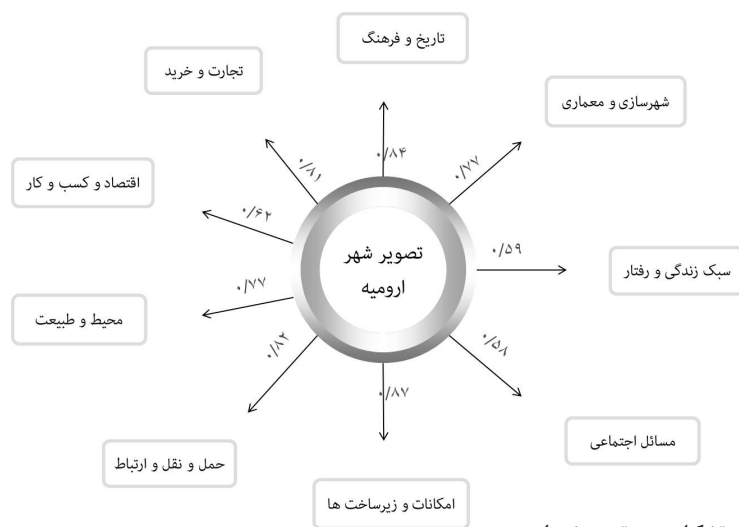 تاریخ و فرهنگ
تجارت و خرید
شهرسازی و معماری
۰/۸۴
۰/۸۱
۰/۷۷
اقتصاد و کسب و کار
۰/۶۲
تصویر شهر
ارومیه
۰/۵۹
سبک زندگی و رفتار
محیط و طبیعت
۰/۷۷
۰/۸۲
۰/۸۷
۰/۵۸
حمل و نقل و ارتباط
مسائل اجتماعی
امکانات و زیرساخت ها